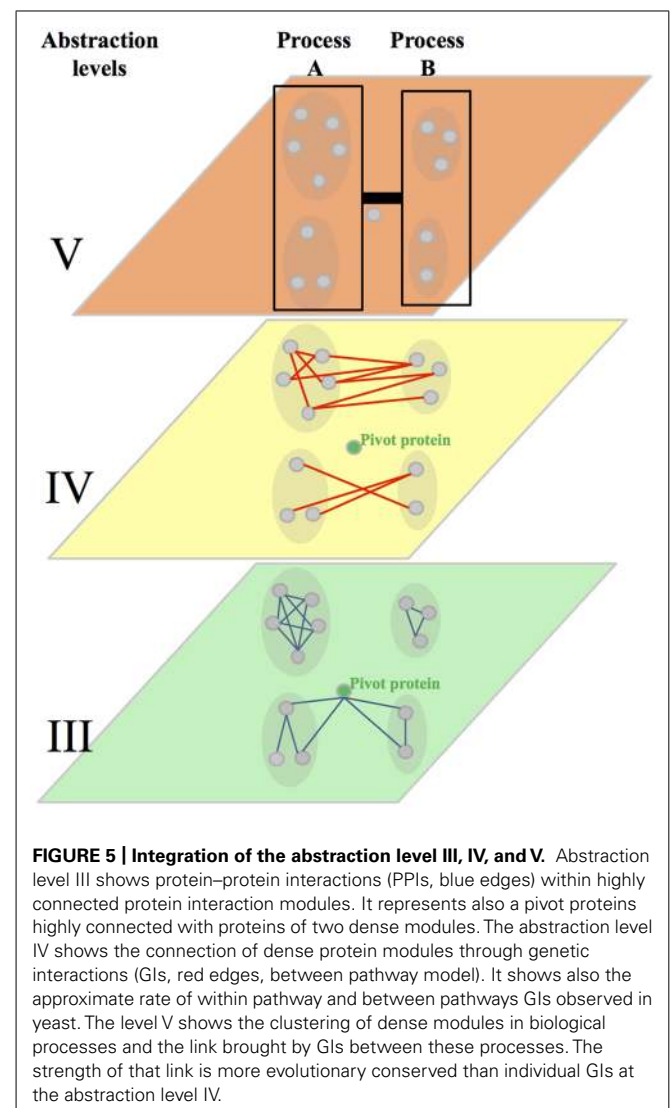 Abstraction levels
Process A
Process B
V
IV
Pivot protein
III
Pivot protein
FIGURE 5 | Integration of the abstraction level III, IV, and V. Abstraction
level III shows protein–protein interactions (PPIs, blue edges) within highly
connected protein interaction modules. It represents also a pivot proteins
highly connected with proteins of two dense modules. The abstraction level
IV shows the connection of dense protein modules through genetic
interactions (GIs, red edges, between pathway model). It shows also the
approximate rate of within pathway and between pathways GIs observed in
yeast. The level V shows the clustering of dense modules in biological
processes and the link brought by GIs between these processes. The
strength of that link is more evolutionary conserved than individual GIs at
the abstraction level IV.